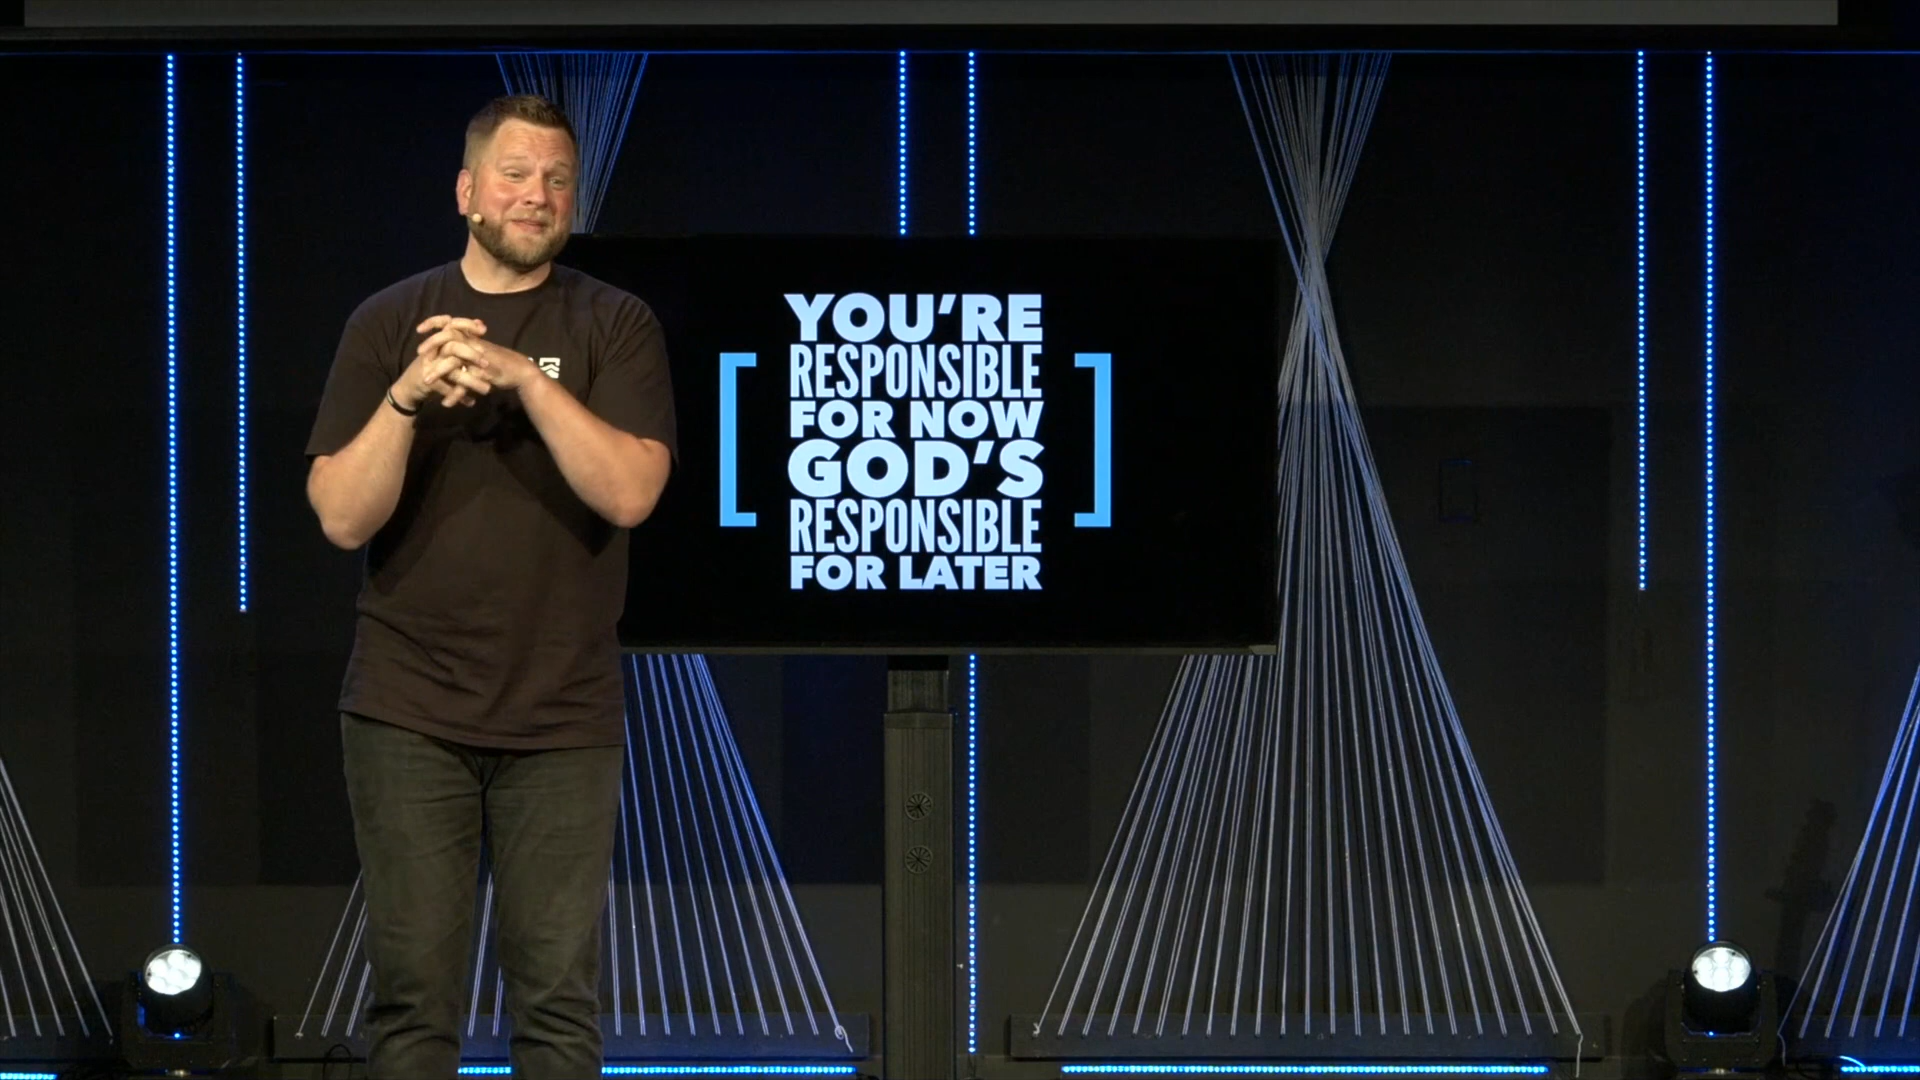 YOU'RE
RESPONSIBLE
FOR NOW
GOD'S
RESPONSIBLE
FOR LATER